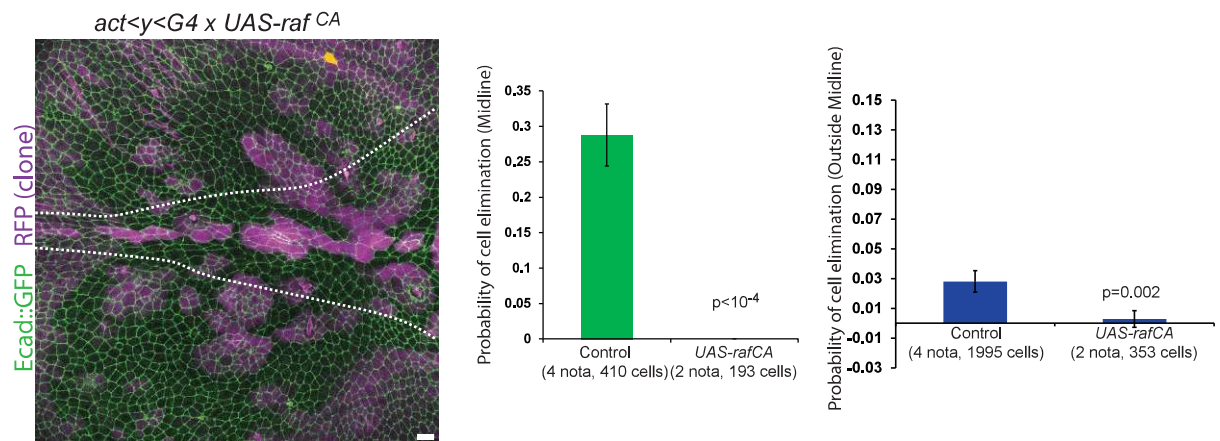 act<y<G4 x UAS-raf CA
Ecad::GFP RFP (clone)
Probability of cell elimination (Midline)
0.4
0.35
0.3
0.25
0.2
0.15
0.1
0.05
0
p<10-4
Control
(4 nota, 410 cells)
UAS-rafCA
(2 nota, 193 cells)
Probability of cell elimination (Outside Midline)
0.15
0.13
0.11
0.09
0.07
0.05
0.03
0.01
-0.01
-0.03
p=0.002
Control
(4 nota, 1995 cells)
UAS-rafCA
(2 nota, 353 cells)